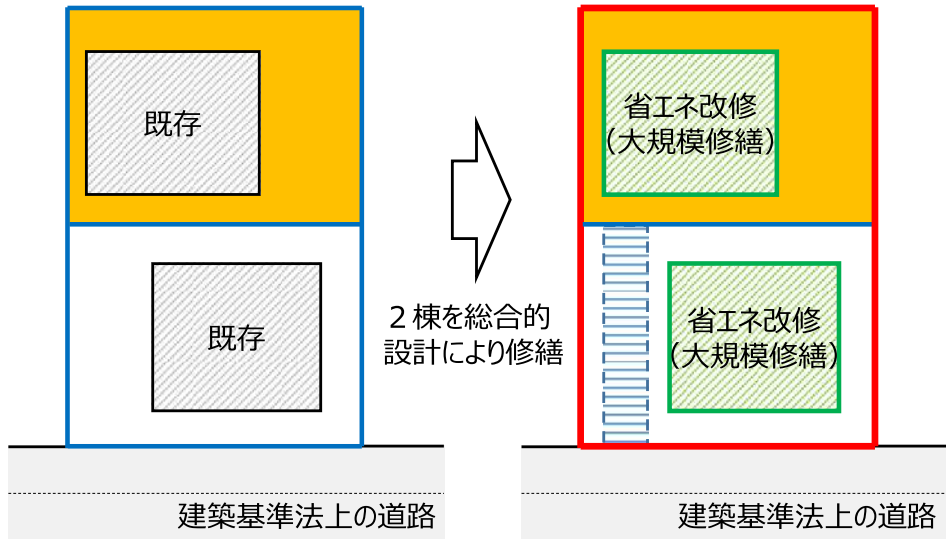 既存
既存
建築基準法上の道路
2棟を総合的
設計により修繕
省エネ改修
(大規模修繕)
省エネ改修
(大規模修繕)
建築基準法上の道路